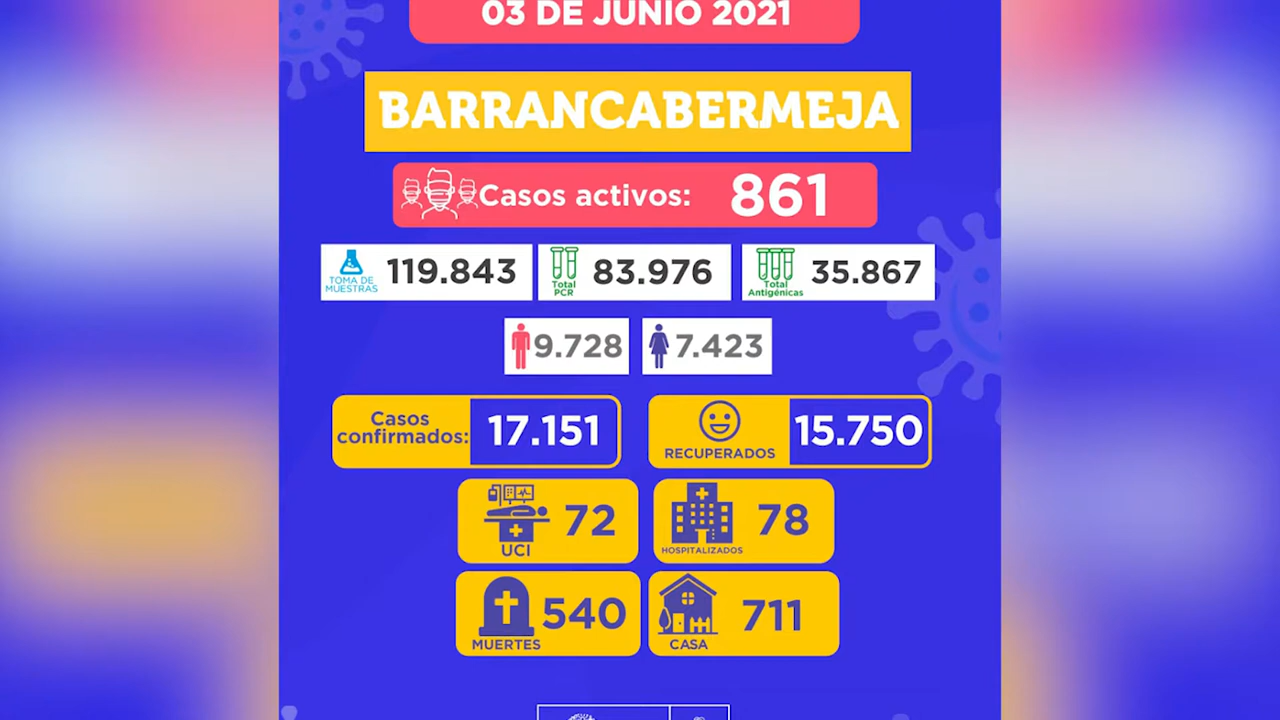 03 DE JUNIO 2021
BARRANCABERMEJA
Casos activos: 861
TOMA DE
MUESTRAS
119.843
Total
PCR
83.976
Total
Antigénicas
35.867
9.728
7.423
Casos
confirmados:
17.151
RECUPERADOS
15.750
UCI
72
HOSPITALIZADOS
78
MUERTES
540
CASA
711